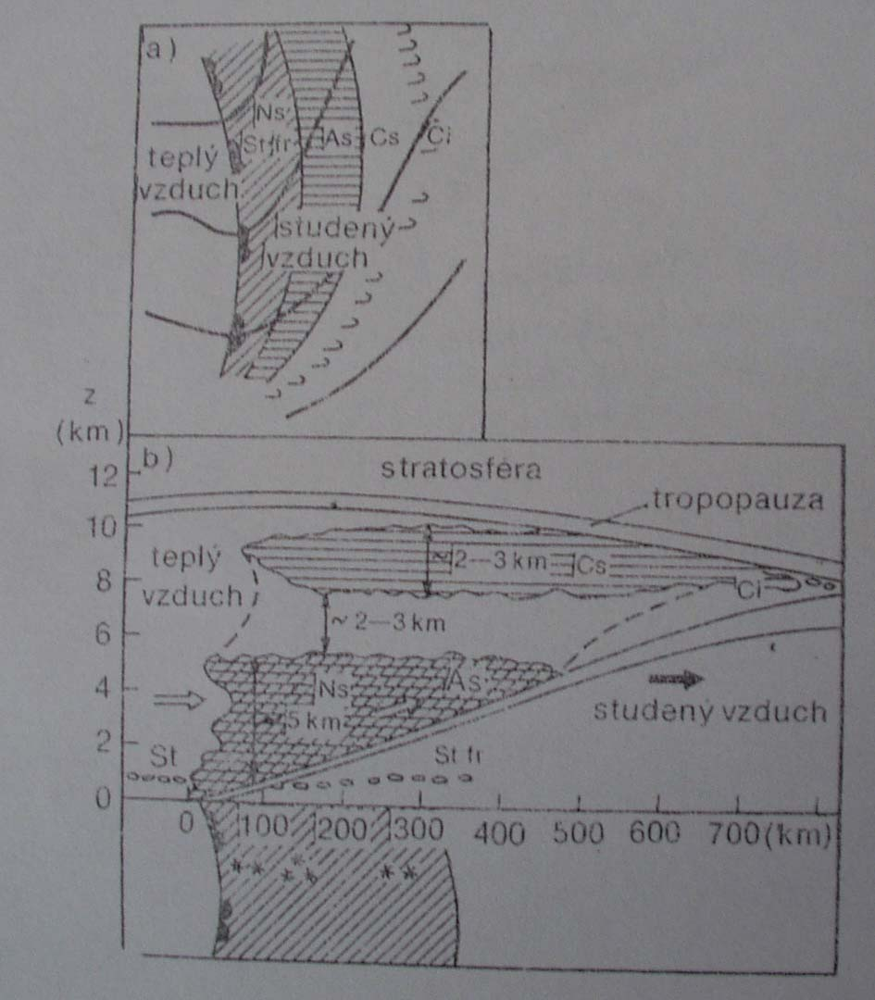 a)
Ns
St fr As Cs Ci
teplý
vzduch
studený
vzduch
z
(km)
b)
stratosféra
12
tropopauza
10
teplý
vzduch
~ 2—3 km Cs
8
Ci
~ 2—3 km
6
Ns As
4
studený vzduch
~ 5 km
2
St
St fr
0
0 100 200 300 400 500 600 700 (km)